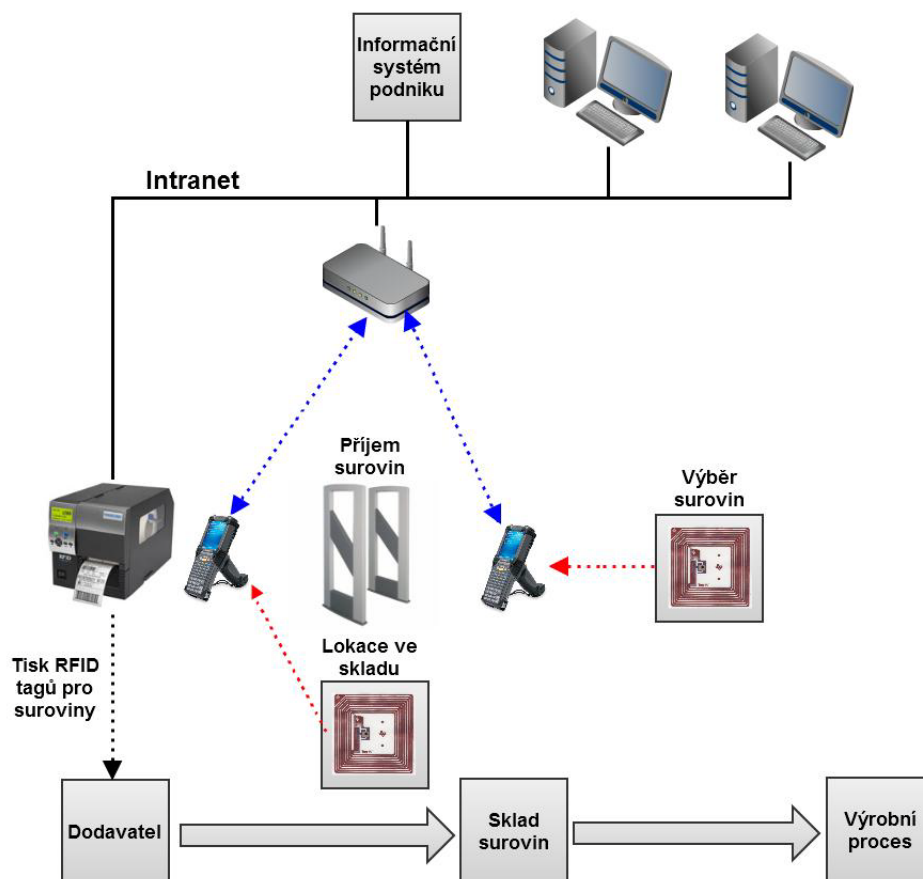 Informační
systém
podniku
Intranet
Příjem
surovin
Výběr
surovin
RFID
Lokace ve
skladu
Tisk RFID
tagů pro
suroviny
Dodavatel
Sklad
surovin
Výrobní
proces